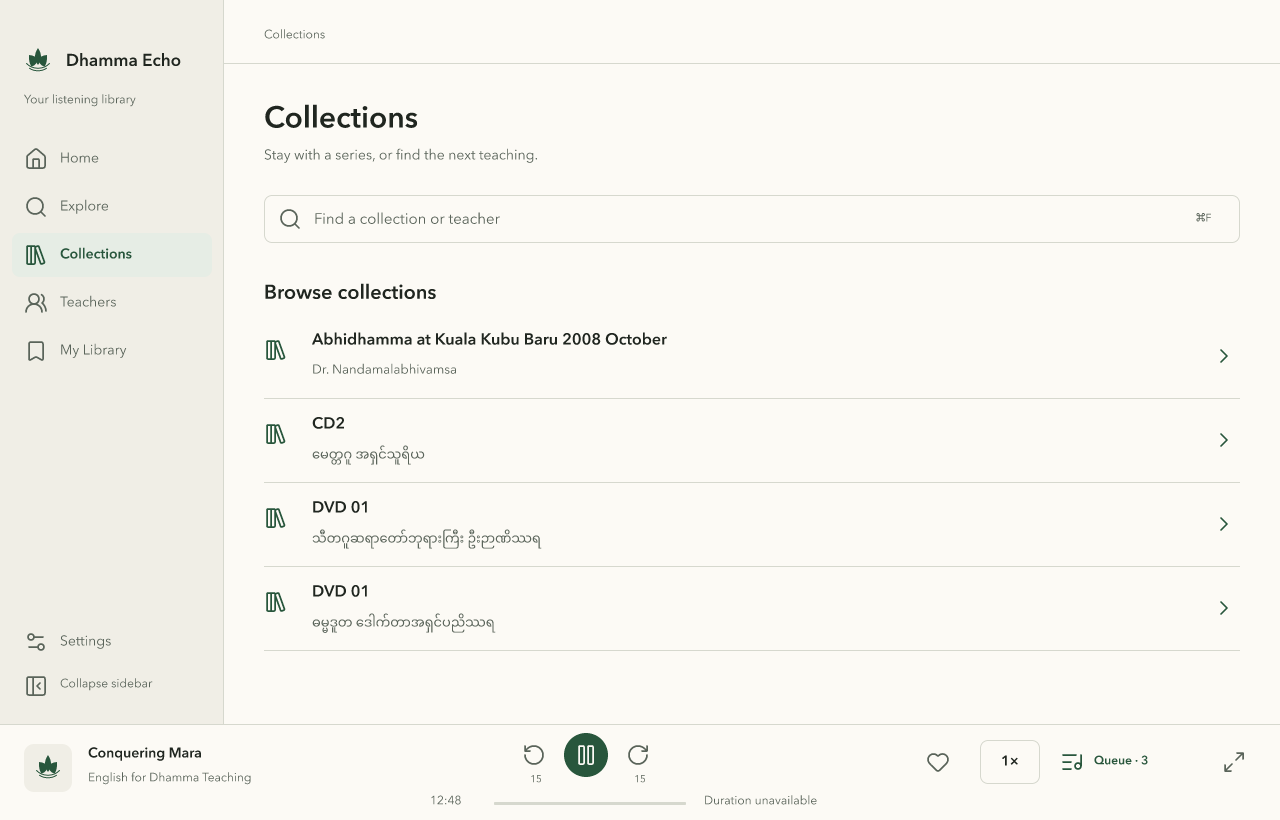 Dhamma Echo
Your listening library
Home
Explore
Collections
Teachers
My Library
Settings
Collapse sidebar
Collections
Collections
Stay with a series, or find the next teaching.
Find a collection or teacher ⌘F
Browse collections
Abhidhamma at Kuala Kubu Baru 2008 October
Dr. Nandamalabhivamsa
CD2
မေတ္တဂူ အရှင်သူရိယ
DVD 01
သီတဂူဆရာတော်ဘုရားကြီး ဦးဉာဏိဿရ
DVD 01
ဓမ္မဒူတ ဒေါက်တာအရှင်ပညိဿရ
Conquering Mara
English for Dhamma Teaching
15
15
12:48
Duration unavailable
1×
Queue · 3